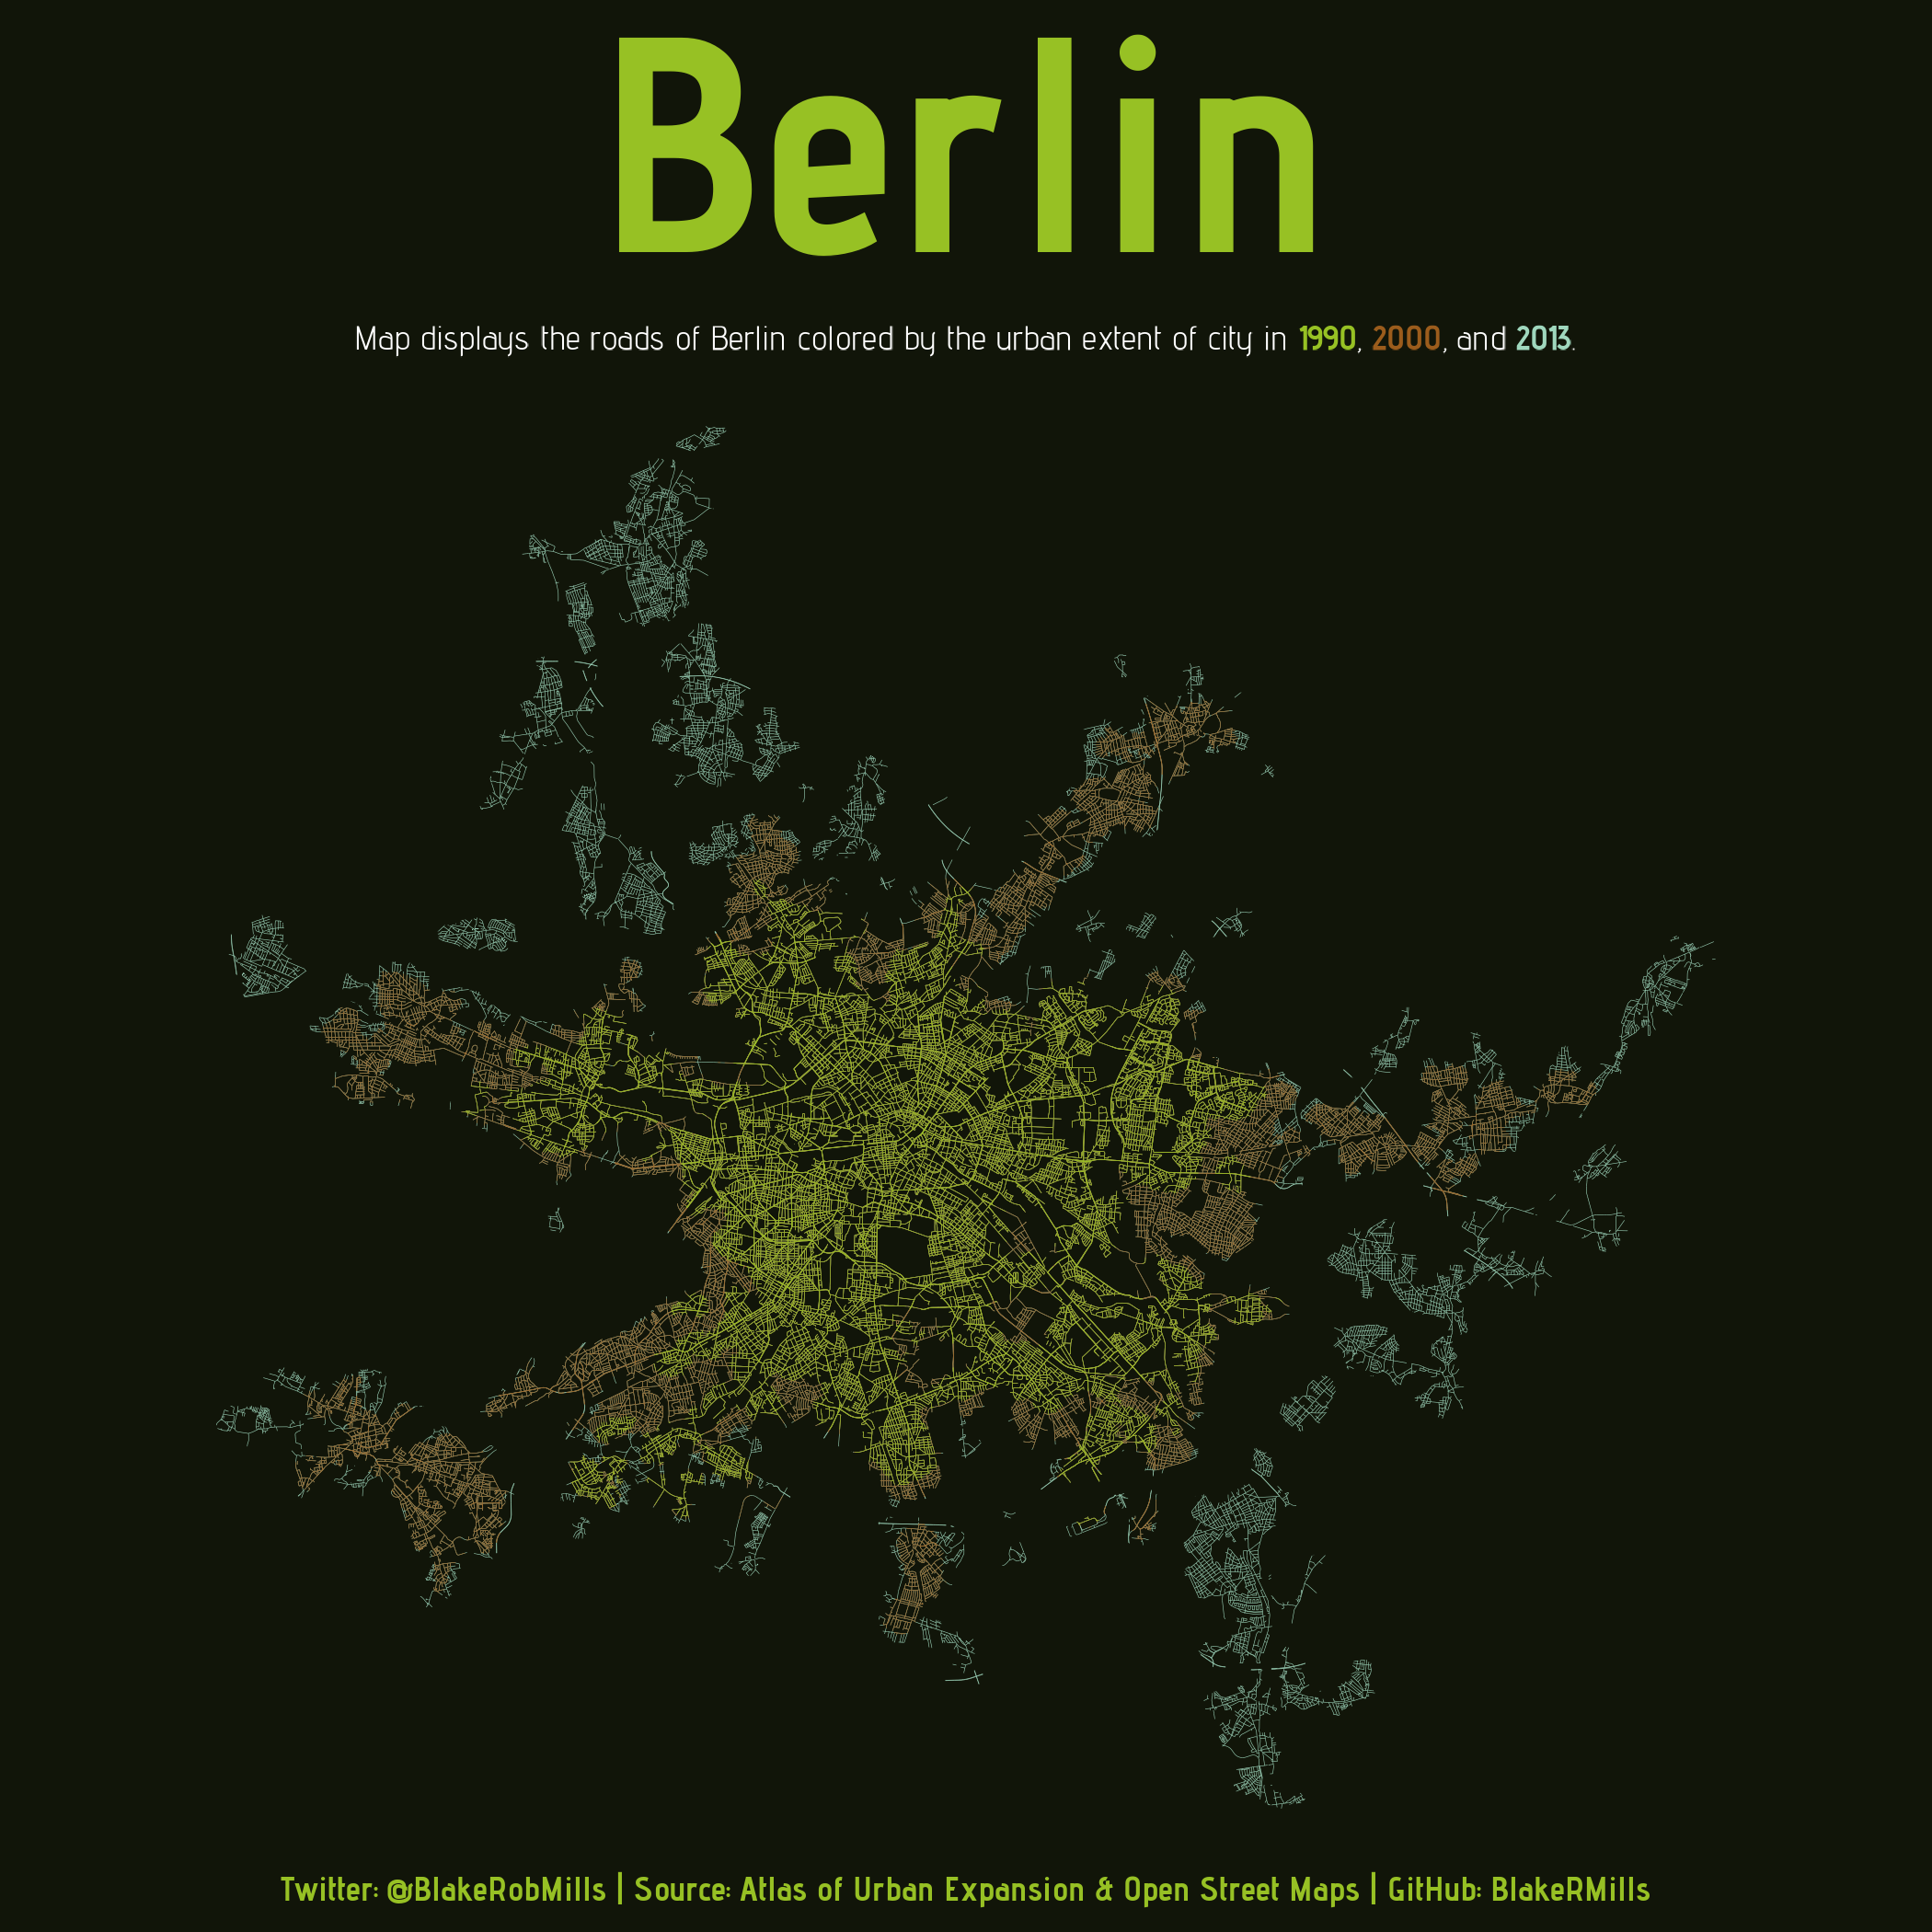 Berlin
Map displays the roads of Berlin colored by the urban extent of city in 1990, 2000, and 2013.
Twitter: @BlakeRobMills | Source: Atlas of Urban Expansion & Open Street Maps | GitHub: BlakeRMills